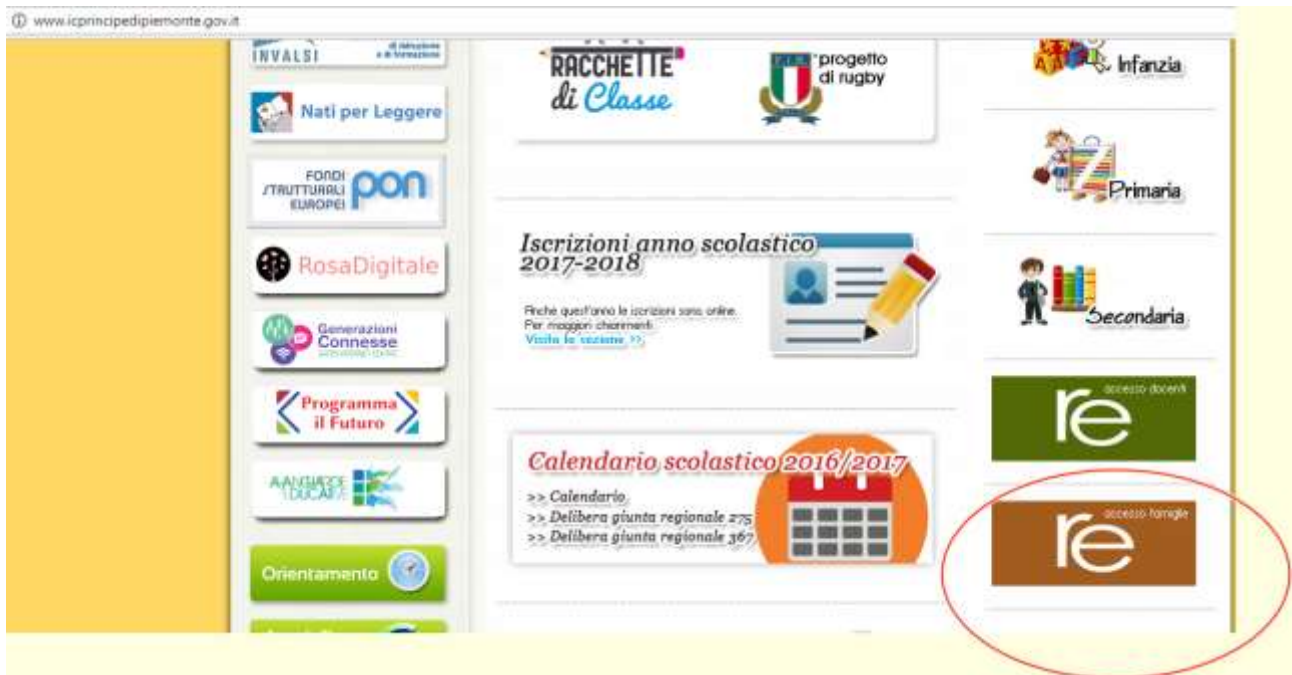 www.icprincipedipiemonte.gov.it
INVALSI
Nati per Leggere
FONDI
STRUTTURALI
EUROPEI
pon
RosaDigitale
Generazioni
Connesse
Programma
il Futuro
Orientamento
RACCHETTE
di Classe
progetto
di rugby
Iscrizioni anno scolastico
2017-2018
Anche quest'anno le iscrizioni sono online.
Per maggiori chiarimenti
Visita la sezione >>
Calendario scolastico 2016/2017
>> Calendario
>> Delibera giunta regionale 275
>> Delibera giunta regionale 367
Infanzia
Primaria
Secondaria
accesso docenti
re
accesso famiglie
re